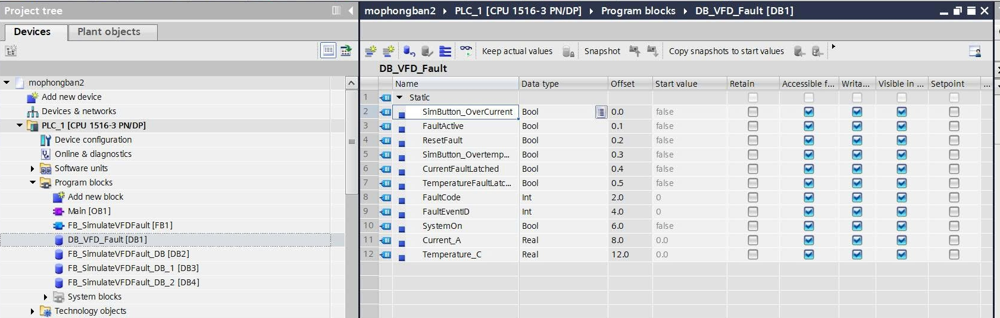 Project tree
Devices
Plant objects
mophongban2
Add new device
Devices & networks
PLC_1 [CPU 1516-3 PN/DP]
Device configuration
Online & diagnostics
Software units
Program blocks
Add new block
Main [OB1]
FB_SimulateVFDFault [FB1]
DB_VFD_Fault [DB1]
FB_SimulateVFDFault_DB [DB2]
FB_SimulateVFDFault_DB_1 [DB3]
FB_SimulateVFDFault_DB_2 [DB4]
System blocks
Technology objects
mophongban2 PLC_1 [CPU 1516-3 PN/DP] Program blocks DB_VFD_Fault [DB1]
Keep actual values Snapshot Copy snapshots to start values
DB_VFD_Fault
Name Data type Offset Start value Retain Accessible f... Writa... Visible in ... Setpoint ...
1 Static
2 SimButton_OverCurrent Bool 0.0 false
3 FaultActive Bool 0.1 false
4 ResetFault Bool 0.2 false
5 SimButton_Overtemp... Bool 0.3 false
6 CurrentFaultLatched Bool 0.4 false
7 TemperatureFaultLatc... Bool 0.5 false
8 FaultCode Int 2.0 0
9 FaultEventID Int 4.0 0
10 SystemOn Bool 6.0 false
11 Current_A Real 8.0 0.0
12 Temperature_C Real 12.0 0.0